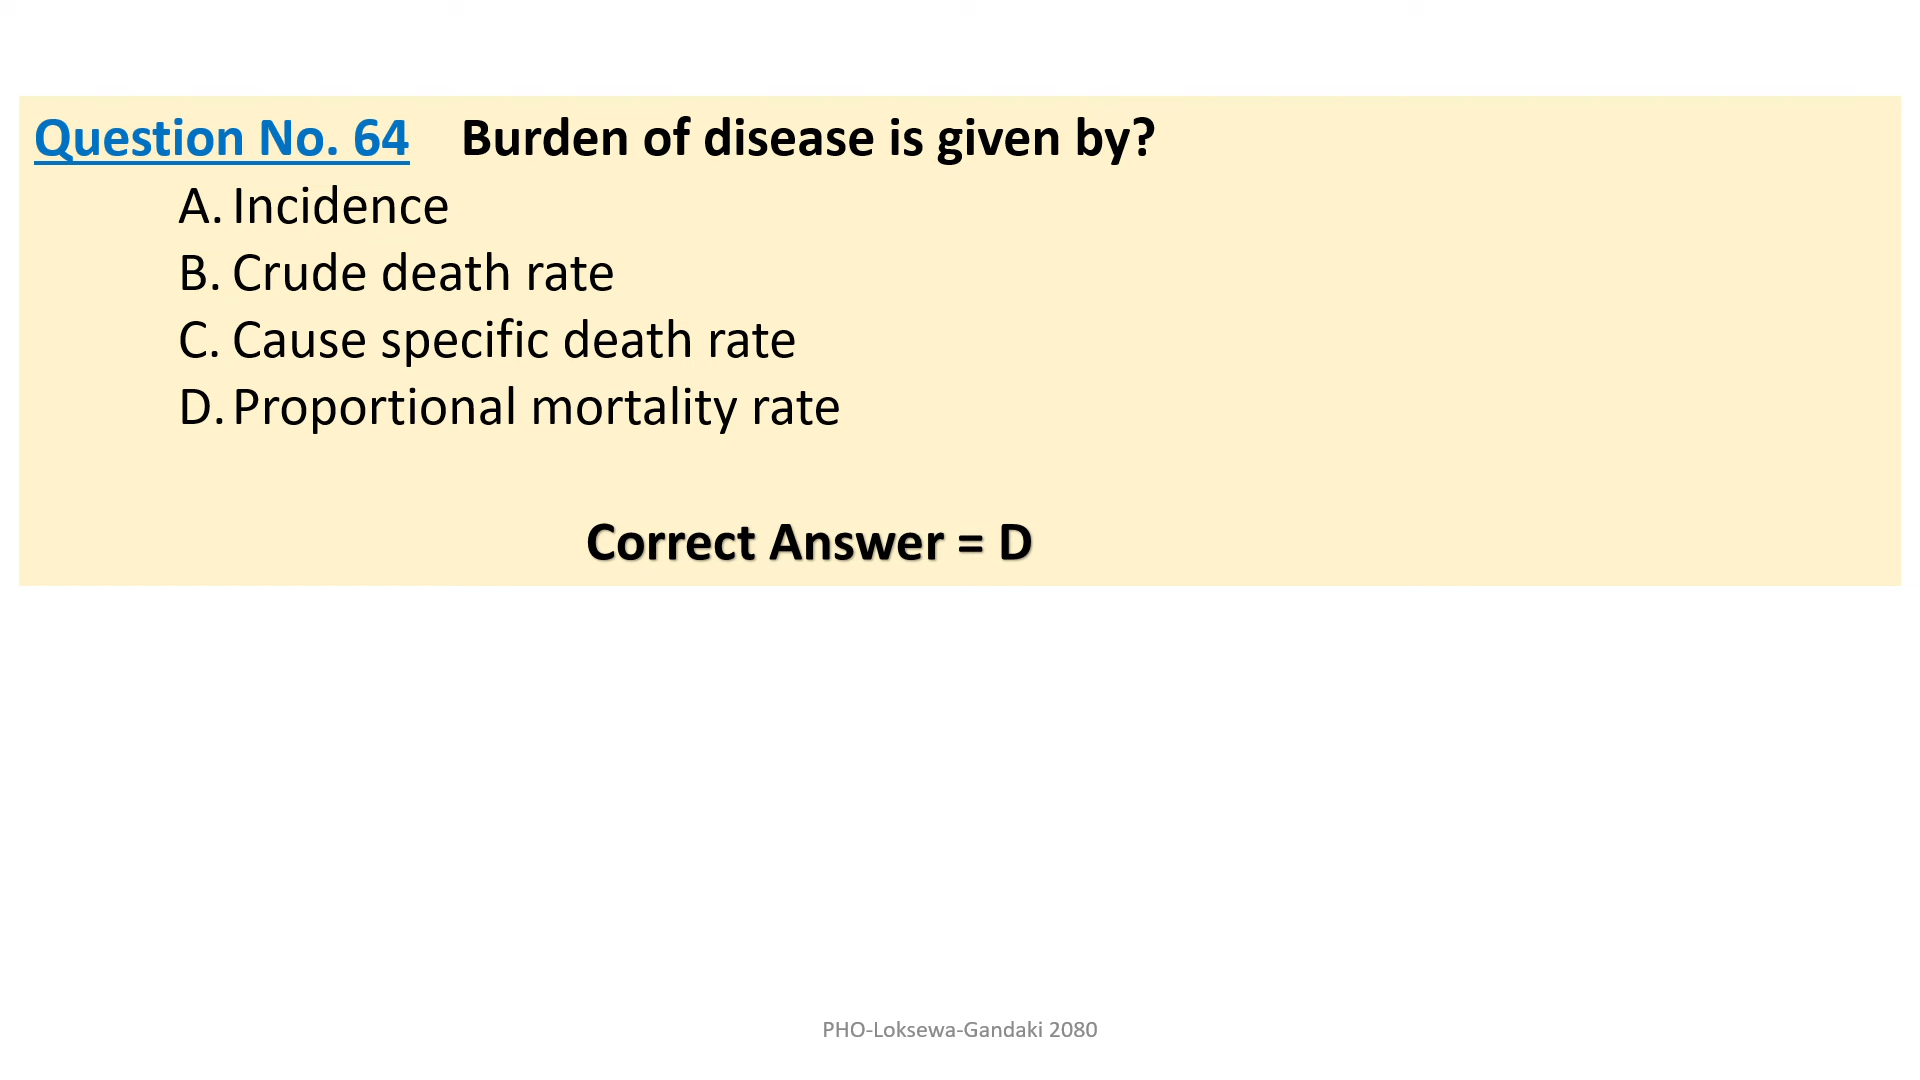 Question No. 64 Burden of disease is given by?
A. Incidence
B. Crude death rate
C. Cause specific death rate
D. Proportional mortality rate
Correct Answer = D
PHO-Loksewa-Gandaki 2080